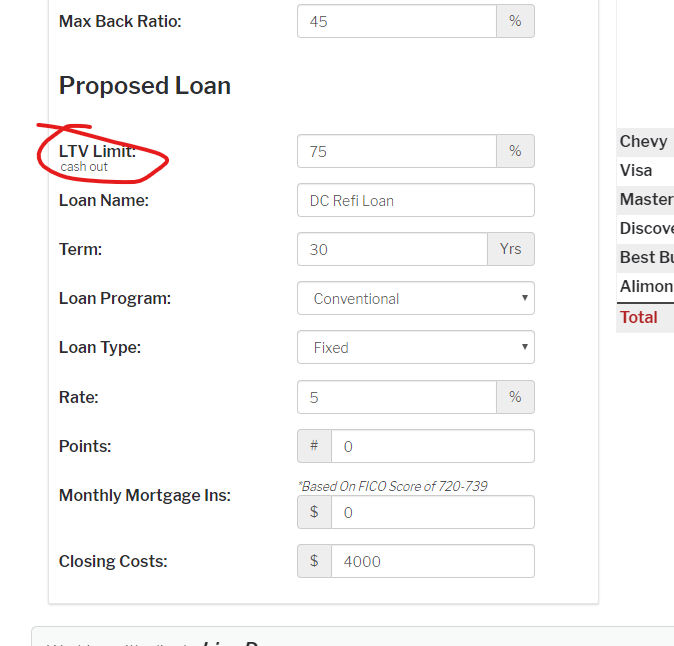 Max Back Ratio:
45
%
Proposed Loan
LTV Limit:
cash out
75
%
Loan Name:
DC Refi Loan
Term:
30
Yrs
Loan Program:
Conventional
Loan Type:
Fixed
Rate:
5
%
Points:
#
0
Monthly Mortgage Ins:
*Based On FICO Score of 720-739
$
0
Closing Costs:
$
4000
Chevy
Visa
Master
Discove
Best Bu
Alimon
Total